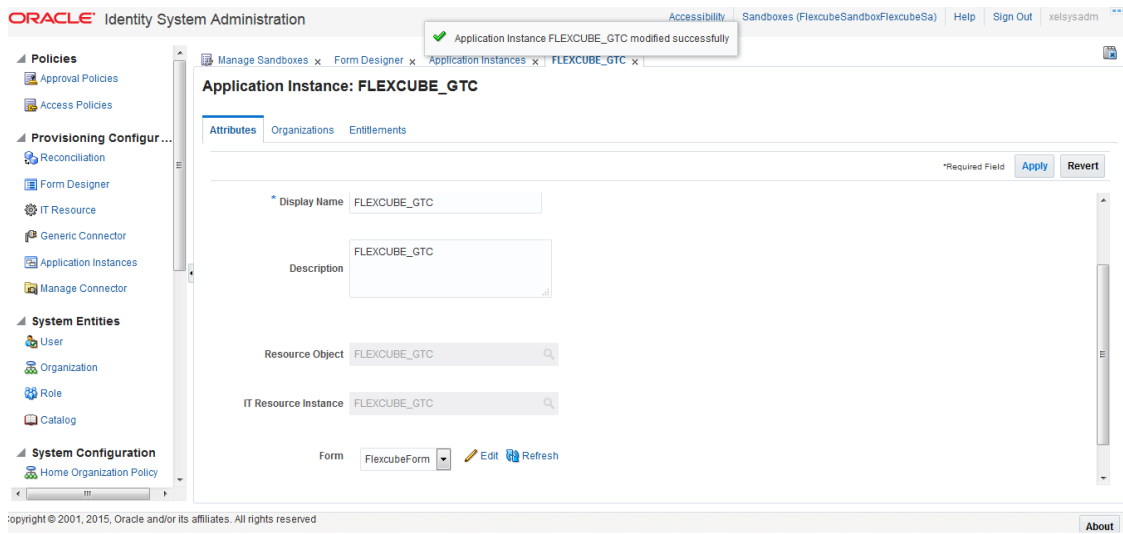 ORACLE Identity System Administration
Accessibility Sandboxes (FlexcubeSandboxFlexcubeSa) Help Sign Out xelsysadm
Application Instance FLEXCUBE_GTC modified successfully
Policies
Approval Policies
Access Policies
Provisioning Configur...
Reconciliation
Form Designer
IT Resource
Generic Connector
Application Instances
Manage Connector
System Entities
User
Organization
Role
Catalog
System Configuration
Home Organization Policy
Manage Sandboxes x Form Designer x Application Instances x FLEXCUBE_GTC x
Application Instance: FLEXCUBE_GTC
Attributes Organizations Entitlements
*Required Field Apply Revert
* Display Name FLEXCUBE_GTC
Description FLEXCUBE_GTC
Resource Object FLEXCUBE_GTC
IT Resource Instance FLEXCUBE_GTC
Form FlexcubeForm Edit Refresh
opyright © 2001, 2015, Oracle and/or its affiliates. All rights reserved
About